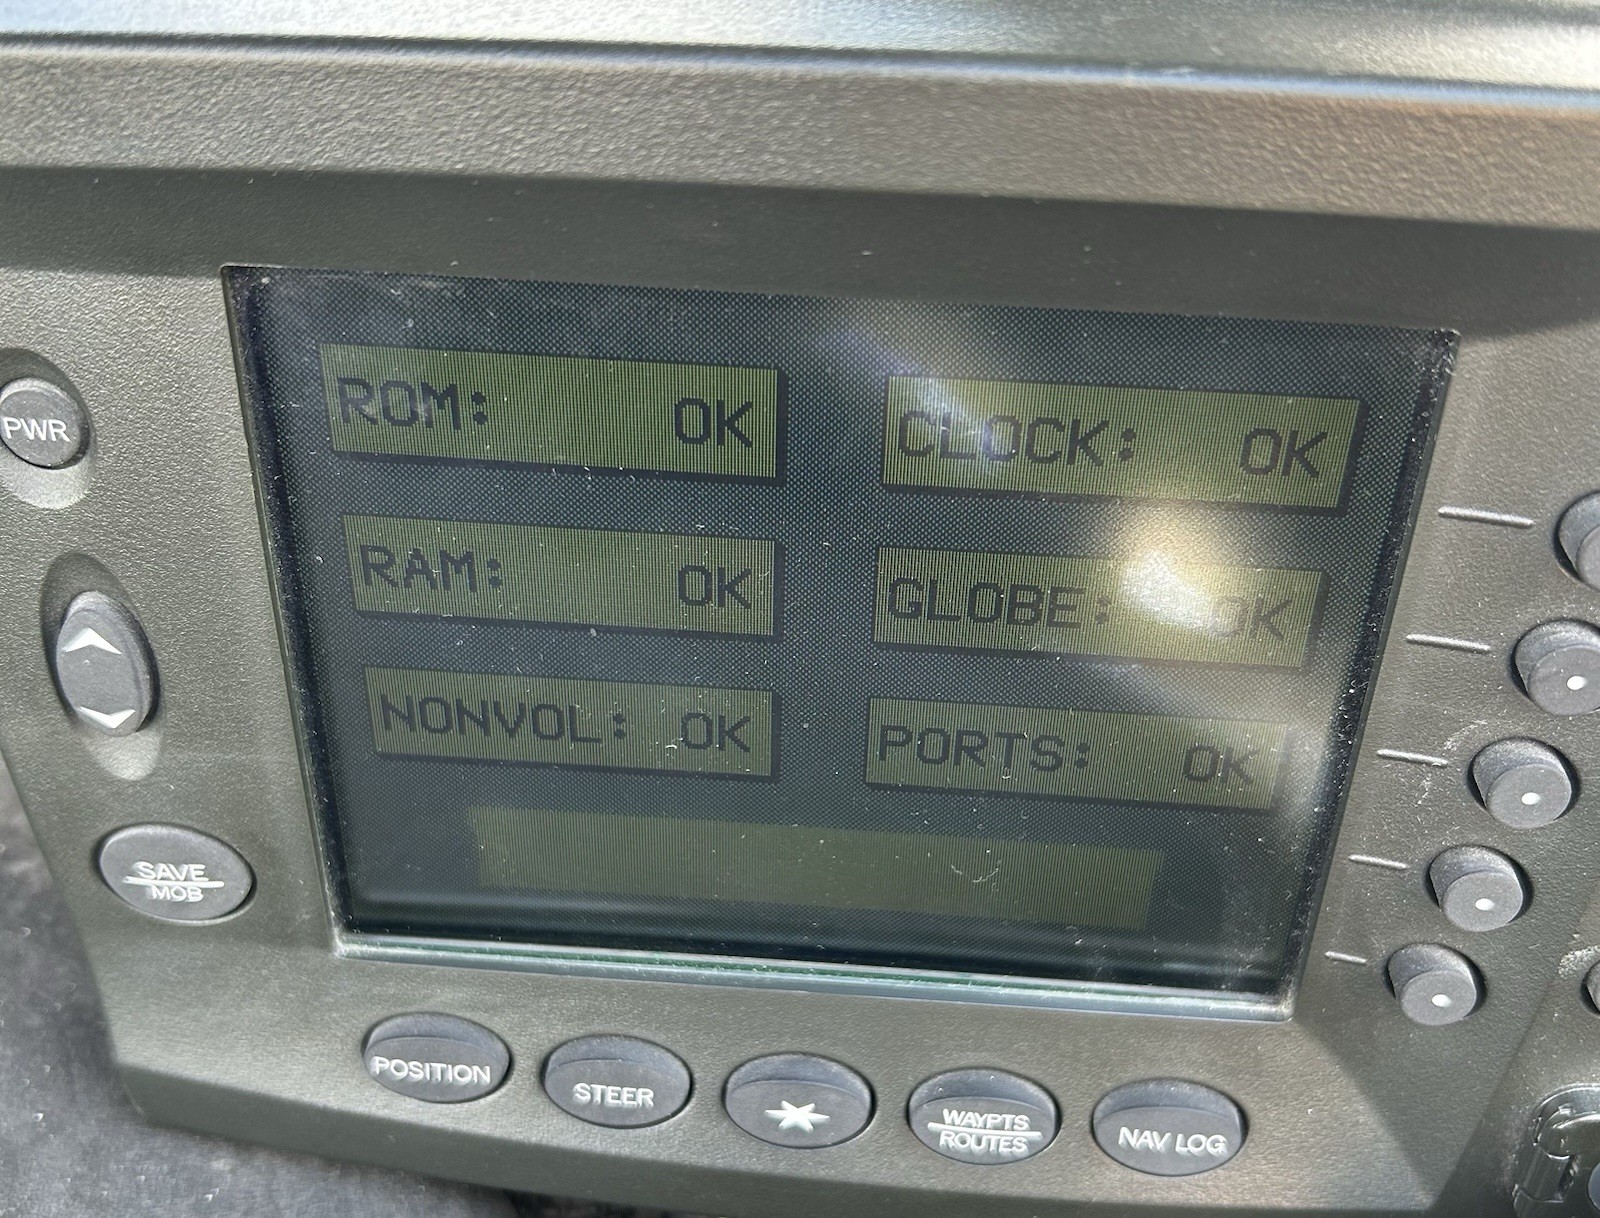 ROM: OK
CLOCK: OK
RAM: OK
GLOBE: OK
NONVOL: OK
PORTS: OK
PWR
SAVE
MOB
POSITION
STEER
WAYPTS
ROUTES
NAV LOG